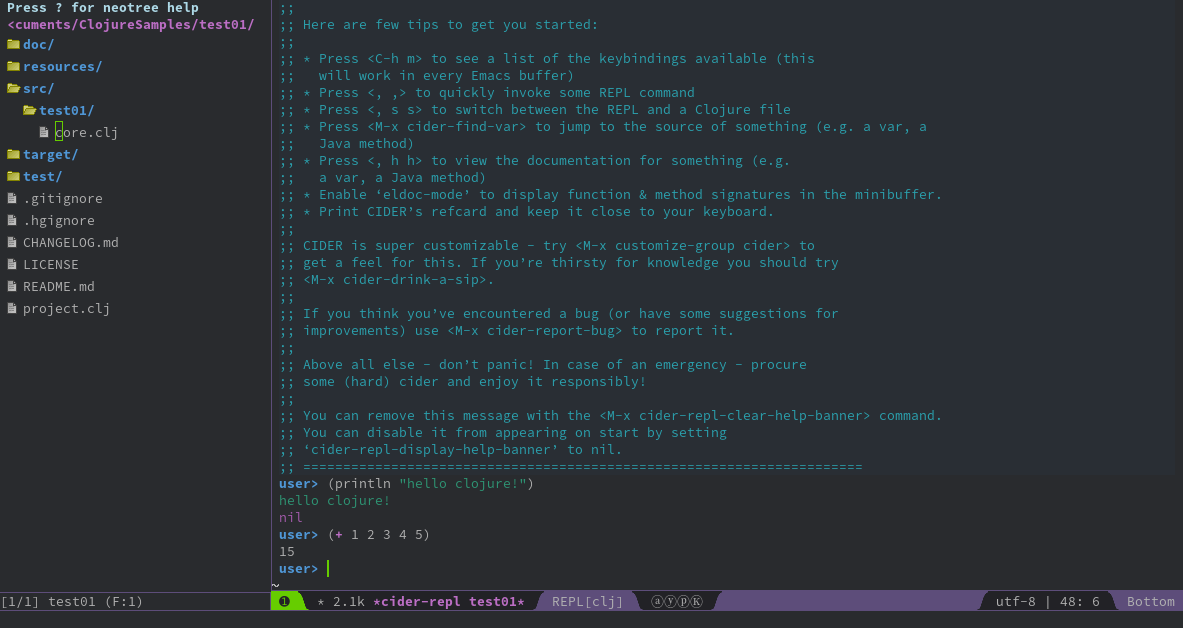 Press ? for neotree help
<cuments/ClojureSamples/test01/
doc/
resources/
src/
test01/
core.clj
target/
test/
.gitignore
.hgignore
CHANGELOG.md
LICENSE
README.md
project.clj
[1/1] test01 (F:1)
;;
;; Here are few tips to get you started:
;;
;; * Press <C-h m> to see a list of the keybindings available (this
;;   will work in every Emacs buffer)
;; * Press <, ,> to quickly invoke some REPL command
;; * Press <, s s> to switch between the REPL and a Clojure file
;; * Press <M-x cider-find-var> to jump to the source of something (e.g. a var, a
;;   Java method)
;; * Press <, h h> to view the documentation for something (e.g.
;;   a var, a Java method)
;; * Enable ‘eldoc-mode’ to display function & method signatures in the minibuffer.
;; * Print CIDER’s refcard and keep it close to your keyboard.
;;
;; CIDER is super customizable – try <M-x customize-group cider> to
;; get a feel for this. If you’re thirsty for knowledge you should try
;; <M-x cider-drink-a-sip>.
;;
;; If you think you’ve encountered a bug (or have some suggestions for
;; improvements) use <M-x cider-report-bug> to report it.
;;
;; Above all else – don’t panic! In case of an emergency – procure
;; some (hard) cider and enjoy it responsibly!
;;
;; You can remove this message with the <M-x cider-repl-clear-help-banner> command.
;; You can disable it from appearing on start by setting
;; ‘cider-repl-display-help-banner’ to nil.
;; ======================================================================
user> (println "hello clojure!")
hello clojure!
nil
user> (+ 1 2 3 4 5)
15
user>
~
❶ * 2.1k *cider-repl test01* REPL[clj] ⓐⓨⓟⓀ utf-8 | 48: 6 Bottom